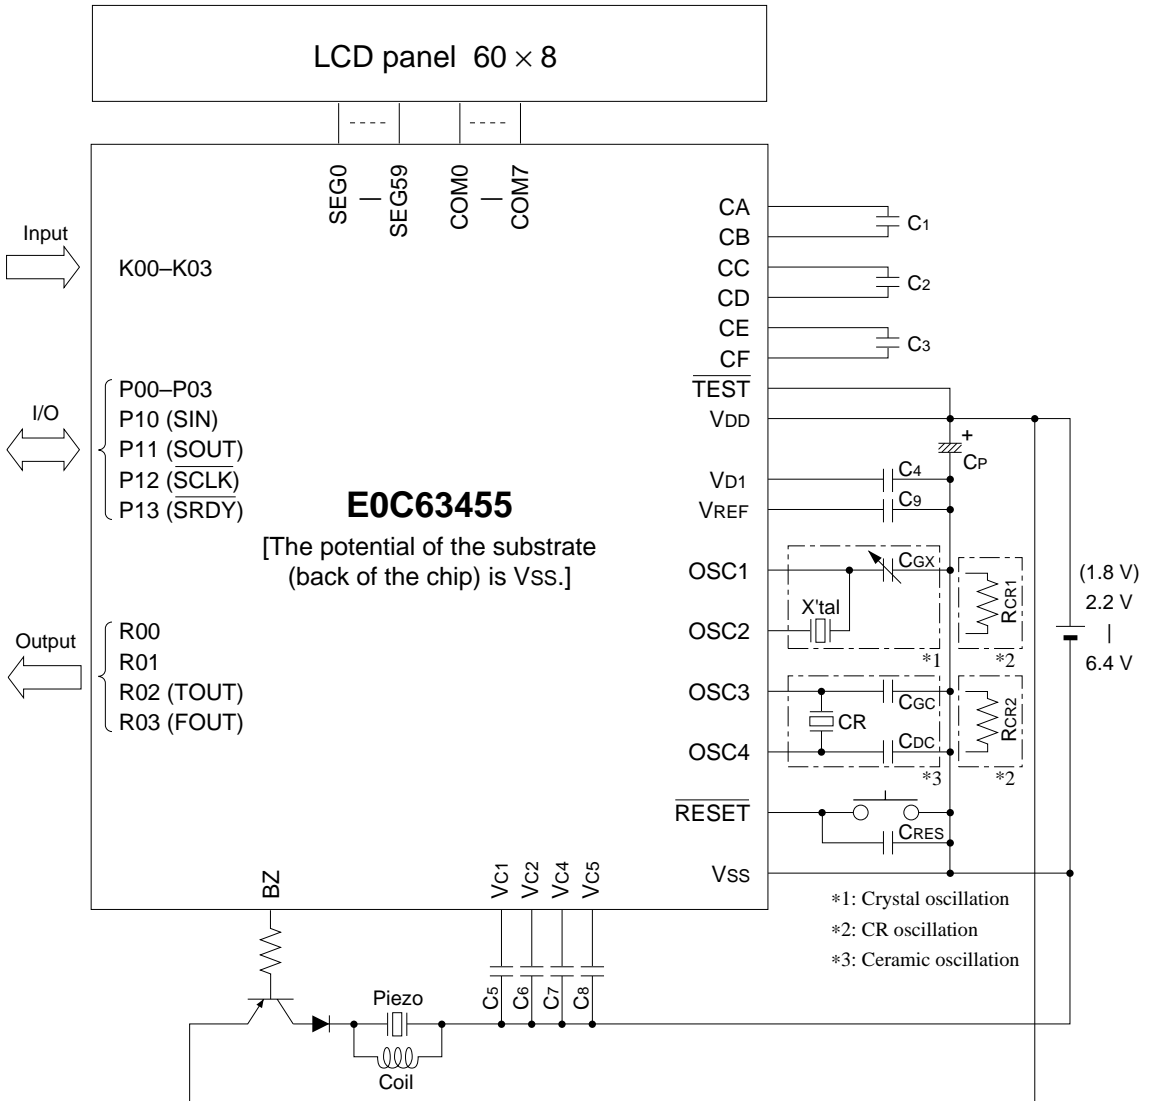 LCD panel 60 × 8
SEG0
—
SEG59
COM0
—
COM7
Input
K00–K03
I/O
P00–P03
P10 (SIN)
P11 (SOUT)
P12 (S̅C̅L̅K̅)
P13 (S̅R̅D̅Y̅)
Output
R00
R01
R02 (TOUT)
R03 (FOUT)
E0C63455
[The potential of the substrate
(back of the chip) is VSS.]
CA
CB
C1
CC
CD
C2
CE
CF
C3
T̅E̅S̅T̅
VDD
+
CP
VD1
C4
VREF
C9
OSC1
CGX
X'tal
OSC2
*1
RCR1
*2
OSC3
CGC
CR
OSC4
CDC
*3
RCR2
*2
R̅E̅S̅E̅T̅
CRES
VSS
(1.8 V)
2.2 V
|
6.4 V
*1: Crystal oscillation
*2: CR oscillation
*3: Ceramic oscillation
BZ
VC1
VC2
VC4
VC5
C5
C6
C7
C8
Piezo
Coil